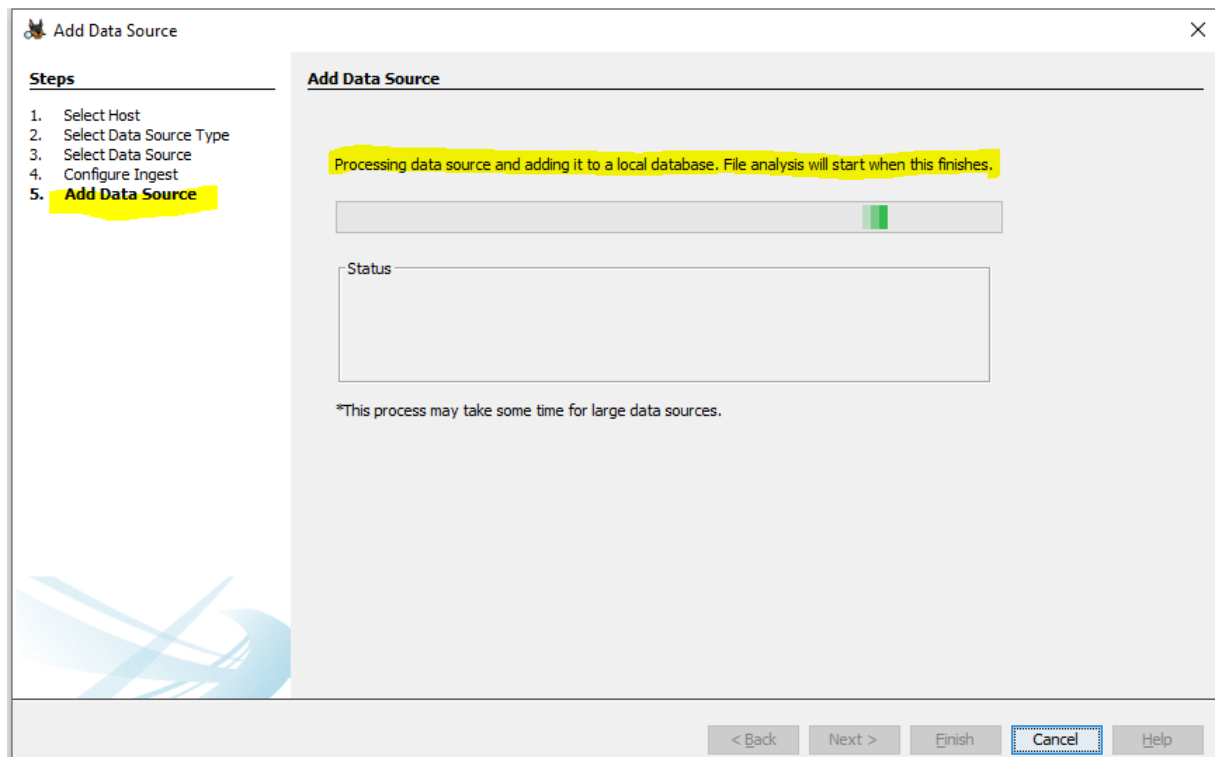 Add Data Source
Steps
1. Select Host
2. Select Data Source Type
3. Select Data Source
4. Configure Ingest
5. Add Data Source
Add Data Source
Processing data source and adding it to a local database. File analysis will start when this finishes.
Status
*This process may take some time for large data sources.
< Back Next > Finish Cancel Help